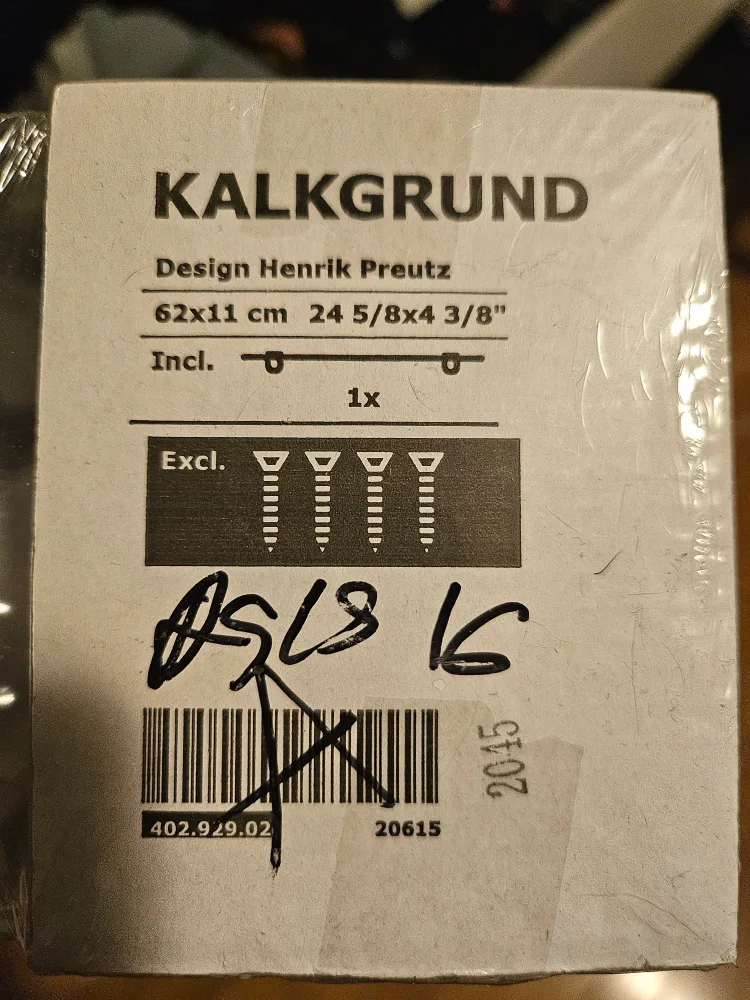 KALKGRUND
Design Henrik Preutz
62x11 cm 24 5/8x4 3/8"
Incl.
1x
Excl.
16
402.929.02
20615
2045